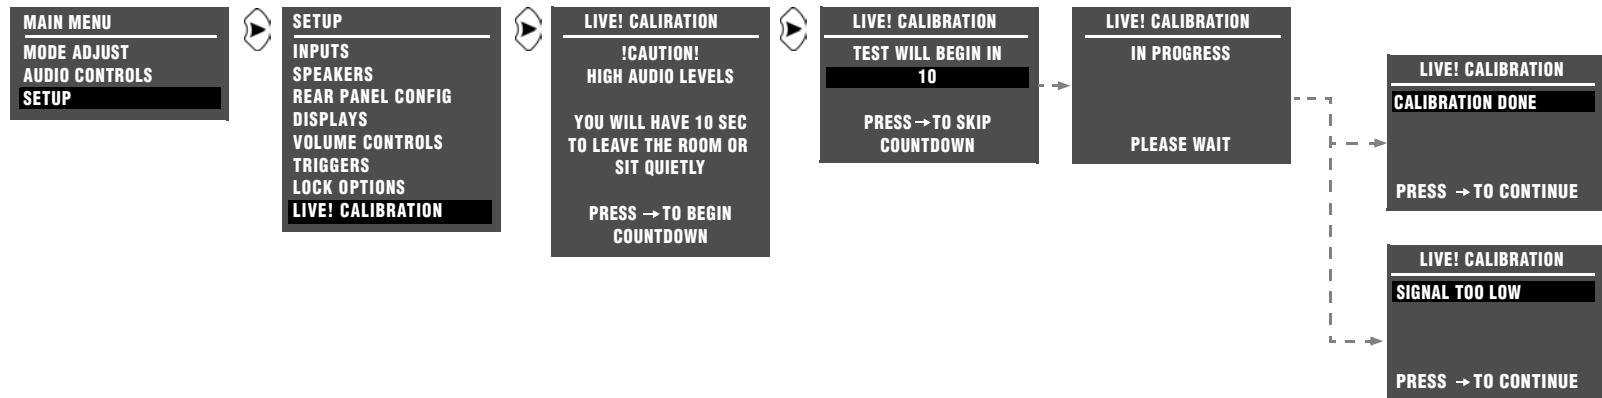 MAIN MENU
MODE ADJUST
AUDIO CONTROLS
SETUP
SETUP
INPUTS
SPEAKERS
REAR PANEL CONFIG
DISPLAYS
VOLUME CONTROLS
TRIGGERS
LOCK OPTIONS
LIVE! CALIBRATION
LIVE! CALIRATION
!CAUTION!
HIGH AUDIO LEVELS
YOU WILL HAVE 10 SEC
TO LEAVE THE ROOM OR
SIT QUIETLY
PRESS → TO BEGIN
COUNTDOWN
LIVE! CALIBRATION
TEST WILL BEGIN IN
10
PRESS → TO SKIP
COUNTDOWN
LIVE! CALIBRATION
IN PROGRESS
PLEASE WAIT
LIVE! CALIBRATION
CALIBRATION DONE
PRESS → TO CONTINUE
LIVE! CALIBRATION
SIGNAL TOO LOW
PRESS → TO CONTINUE